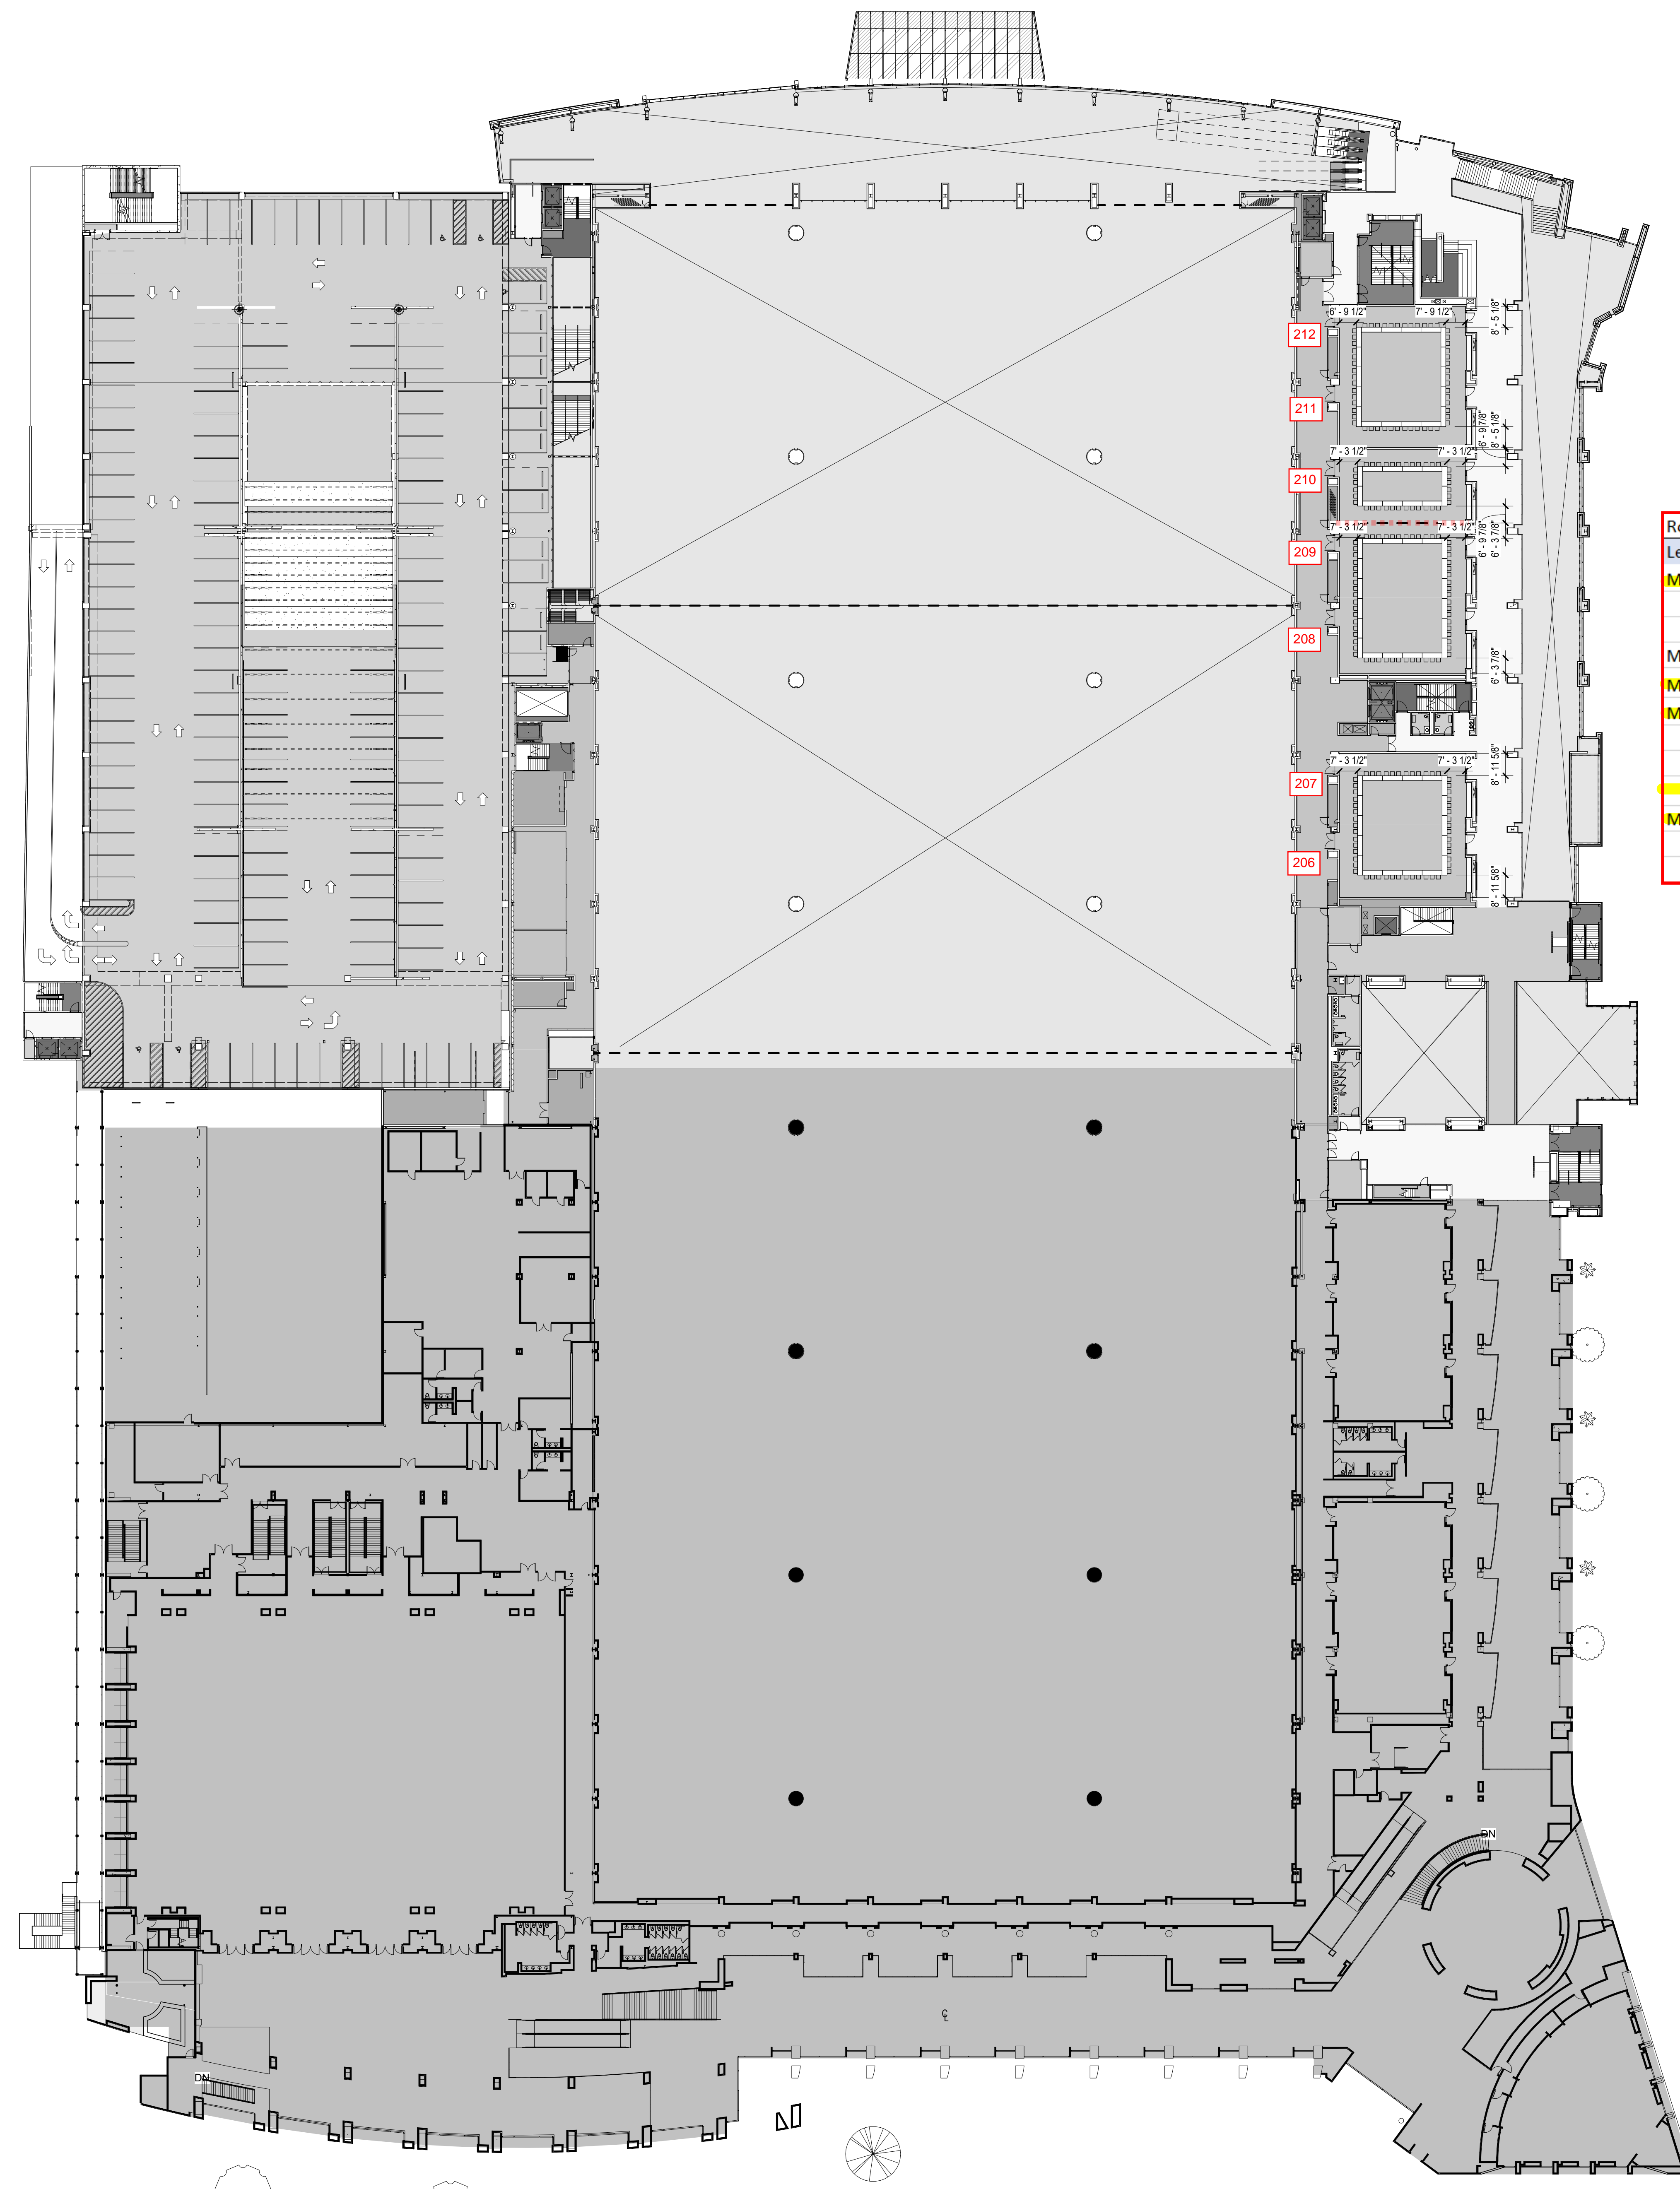 6' - 9 1/2"
7' - 9 1/2"
8' - 5 1/8"
212
211
6' - 9 7/8"
8' - 5 1/8"
7' - 3 1/2"
7' - 3 1/2"
210
7' - 3 1/2"
7' - 3 1/2"
6' - 9 7/8"
6' - 3 7/8"
209
208
6' - 3 7/8"
7' - 3 1/2"
7' - 3 1/2"
8' - 11 5/8"
207
206
8' - 11 5/8"
Re
Le
M
M
M
M
M
DN
DN